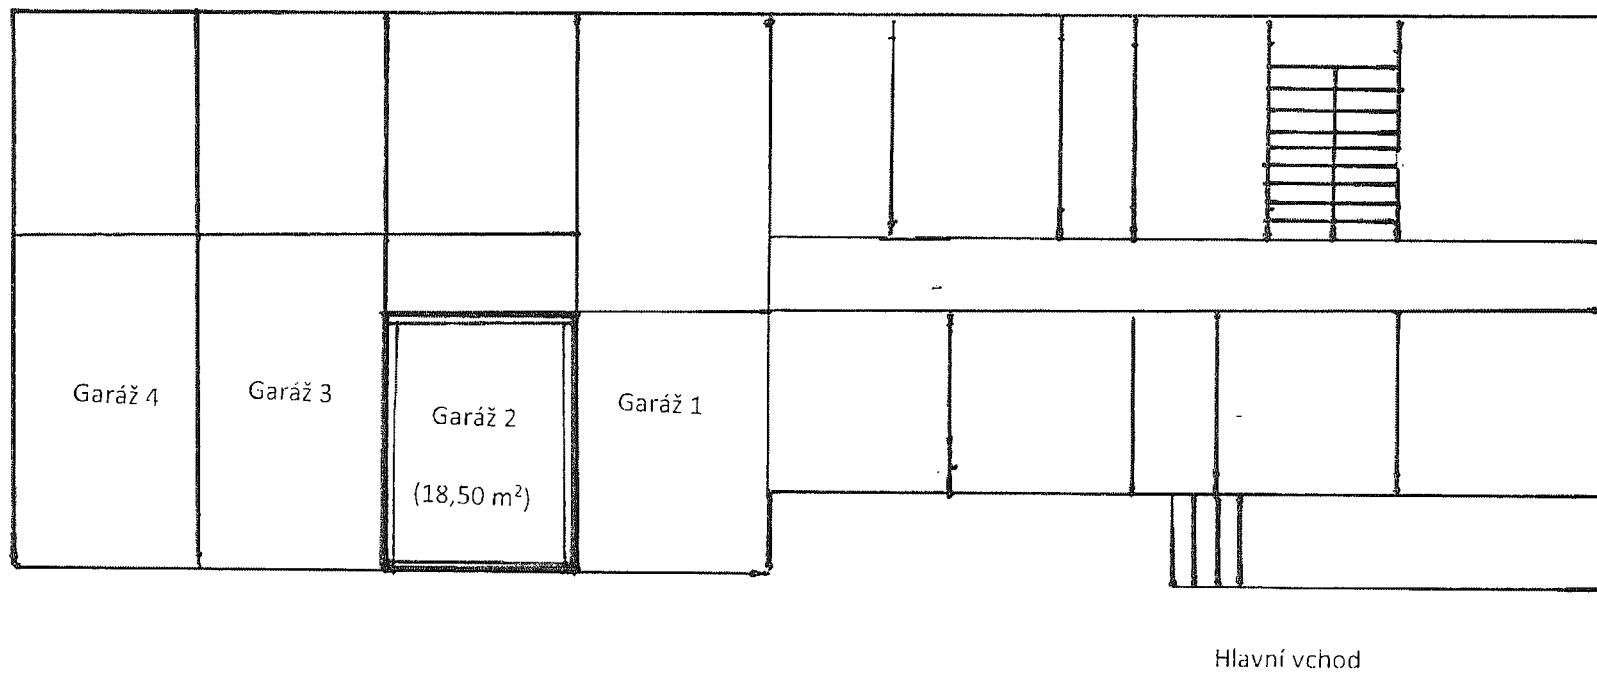 Garáž 4
Garáž 3
Garáž 2
(18,50 m²)
Garáž 1
Hlavní vchod